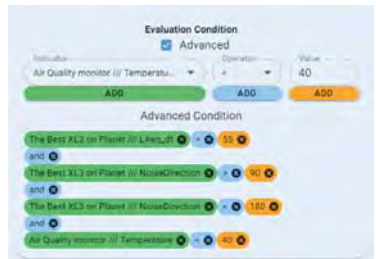 Evaluation Condition
Advanced
Indicator Operator Value
Air Quality monitor /// Temperatu... < 40
ADD ADD ADD
Advanced Condition
The Best XL3 on Planet /// LAeq_dt 55
and
The Best XL3 on Planet /// NoiseDirection > 90
and
The Best XL3 on Planet /// NoiseDirection < 180
and
Air Quality monitor /// Temperature < 40